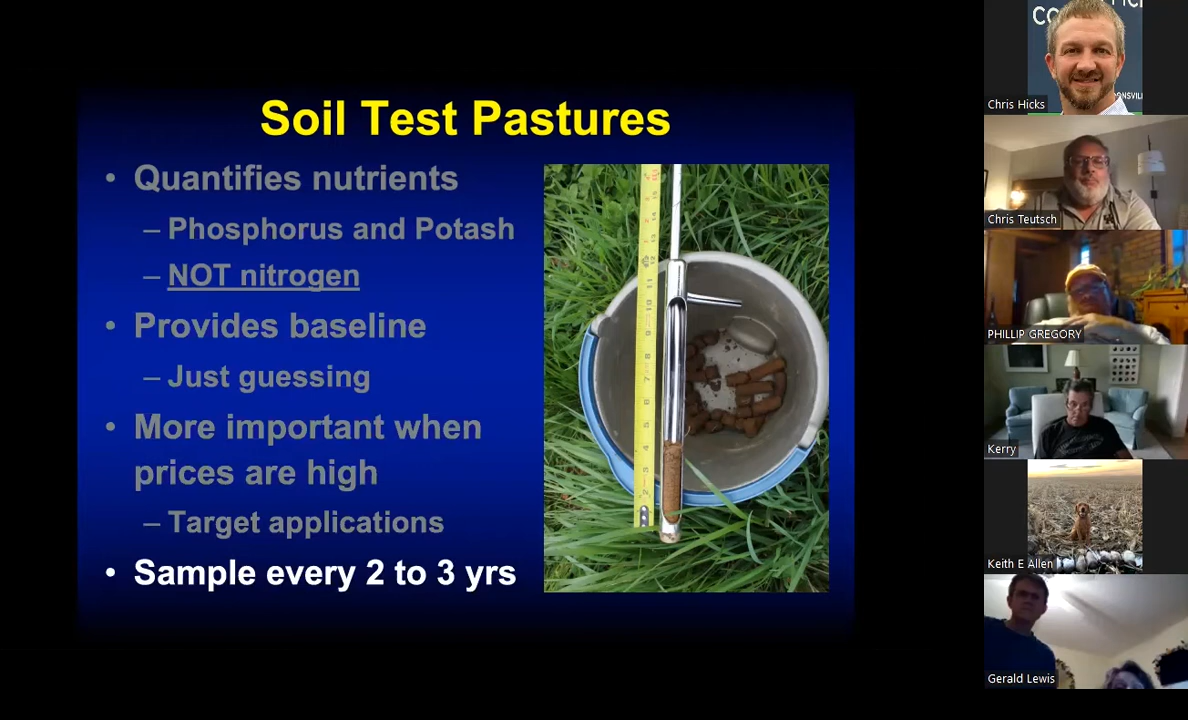 Soil Test Pastures
• Quantifies nutrients
– Phosphorus and Potash
– NOT nitrogen
• Provides baseline
– Just guessing
• More important when
prices are high
– Target applications
• Sample every 2 to 3 yrs
Chris Hicks
Chris Teutsch
PHILLIP GREGORY
Kerry
Keith E Allen
Gerald Lewis